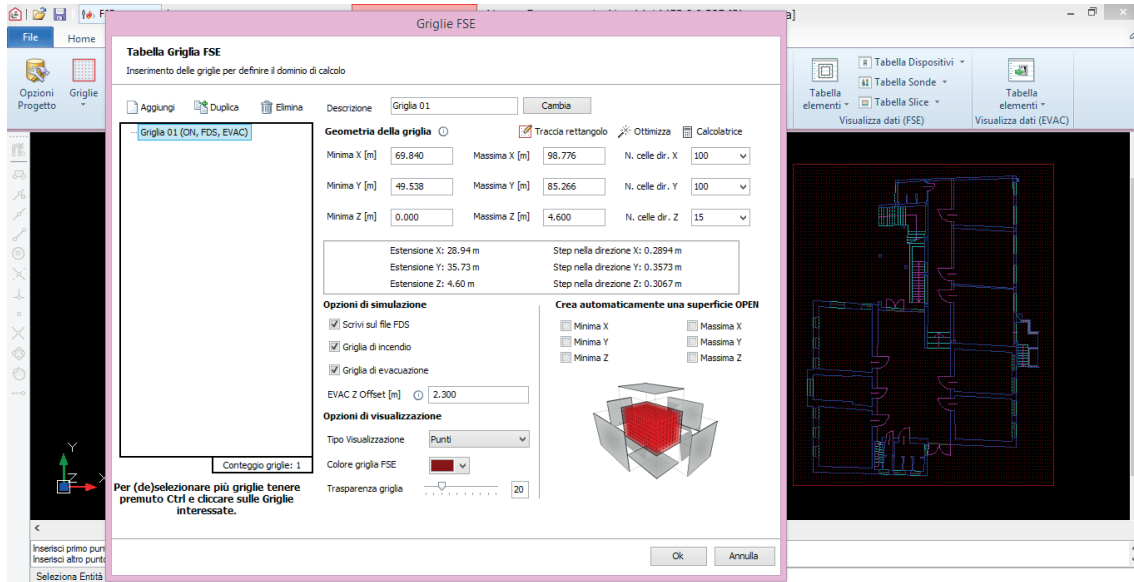 Griglie FSE
File Home
Opzioni Progetto
Griglie
Tabella Griglia FSE
Inserimento delle griglie per definire il dominio di calcolo
Aggiungi Duplica Elimina
Descrizione Griglia 01 Cambia
Griglia 01 (ON, FDS, EVAC)
Geometria della griglia Traccia rettangolo Ottimizza Calcolatrice
Minima X [m] 69.840 Massima X [m] 98.776 N. celle dir. X 100
Minima Y [m] 49.538 Massima Y [m] 85.266 N. celle dir. Y 100
Minima Z [m] 0.000 Massima Z [m] 4.600 N. celle dir. Z 15
Estensione X: 28.94 m Step nella direzione X: 0.2894 m
Estensione Y: 35.73 m Step nella direzione Y: 0.3573 m
Estensione Z: 4.60 m Step nella direzione Z: 0.3067 m
Opzioni di simulazione
Scrivi sul file FDS
Griglia di incendio
Griglia di evacuazione
EVAC Z Offset [m] 2.300
Opzioni di visualizzazione
Tipo Visualizzazione Punti
Colore griglia FSE
Trasparenza griglia 20
Crea automaticamente una superficie OPEN
Minima X Massima X
Minima Y Massima Y
Minima Z Massima Z
Conteggio griglie: 1
Per (de)selezionare più griglie tenere
premuto Ctrl e cliccare sulle Griglie
interessate.
Ok Annulla
Tabella elementi
Tabella Dispositivi
Tabella Sonde
Tabella Slice
Visualizza dati (FSE)
Tabella elementi
Visualizza dati (EVAC)
Y
Z
X
Inserisci primo pun
Inserisci altro punto
Seleziona Entità